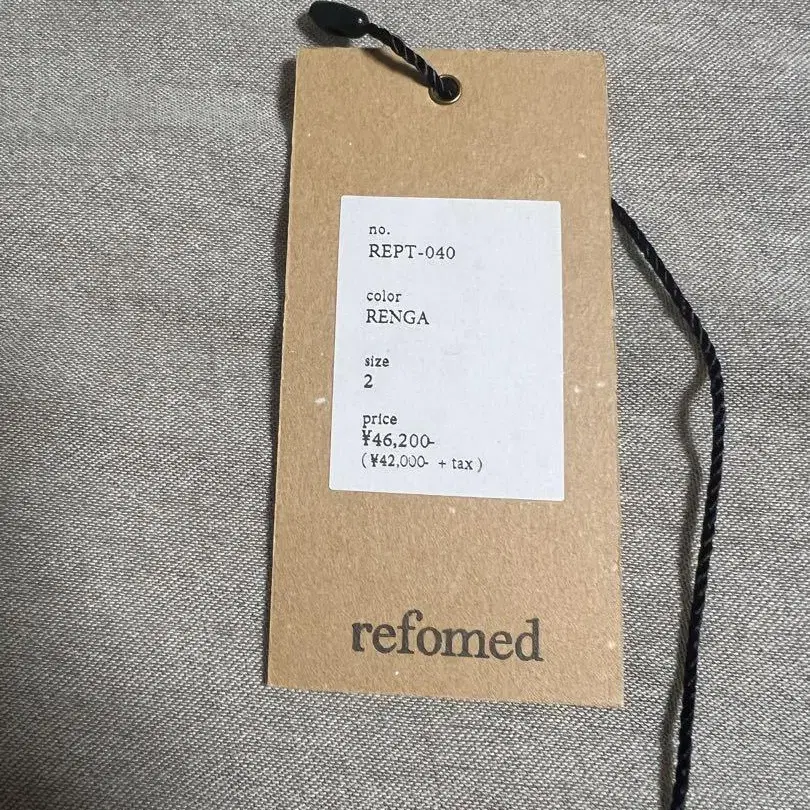 no.
REPT-040
color
RENGA
size
2
price
¥46,200-
(¥42,000- + tax)
refomed